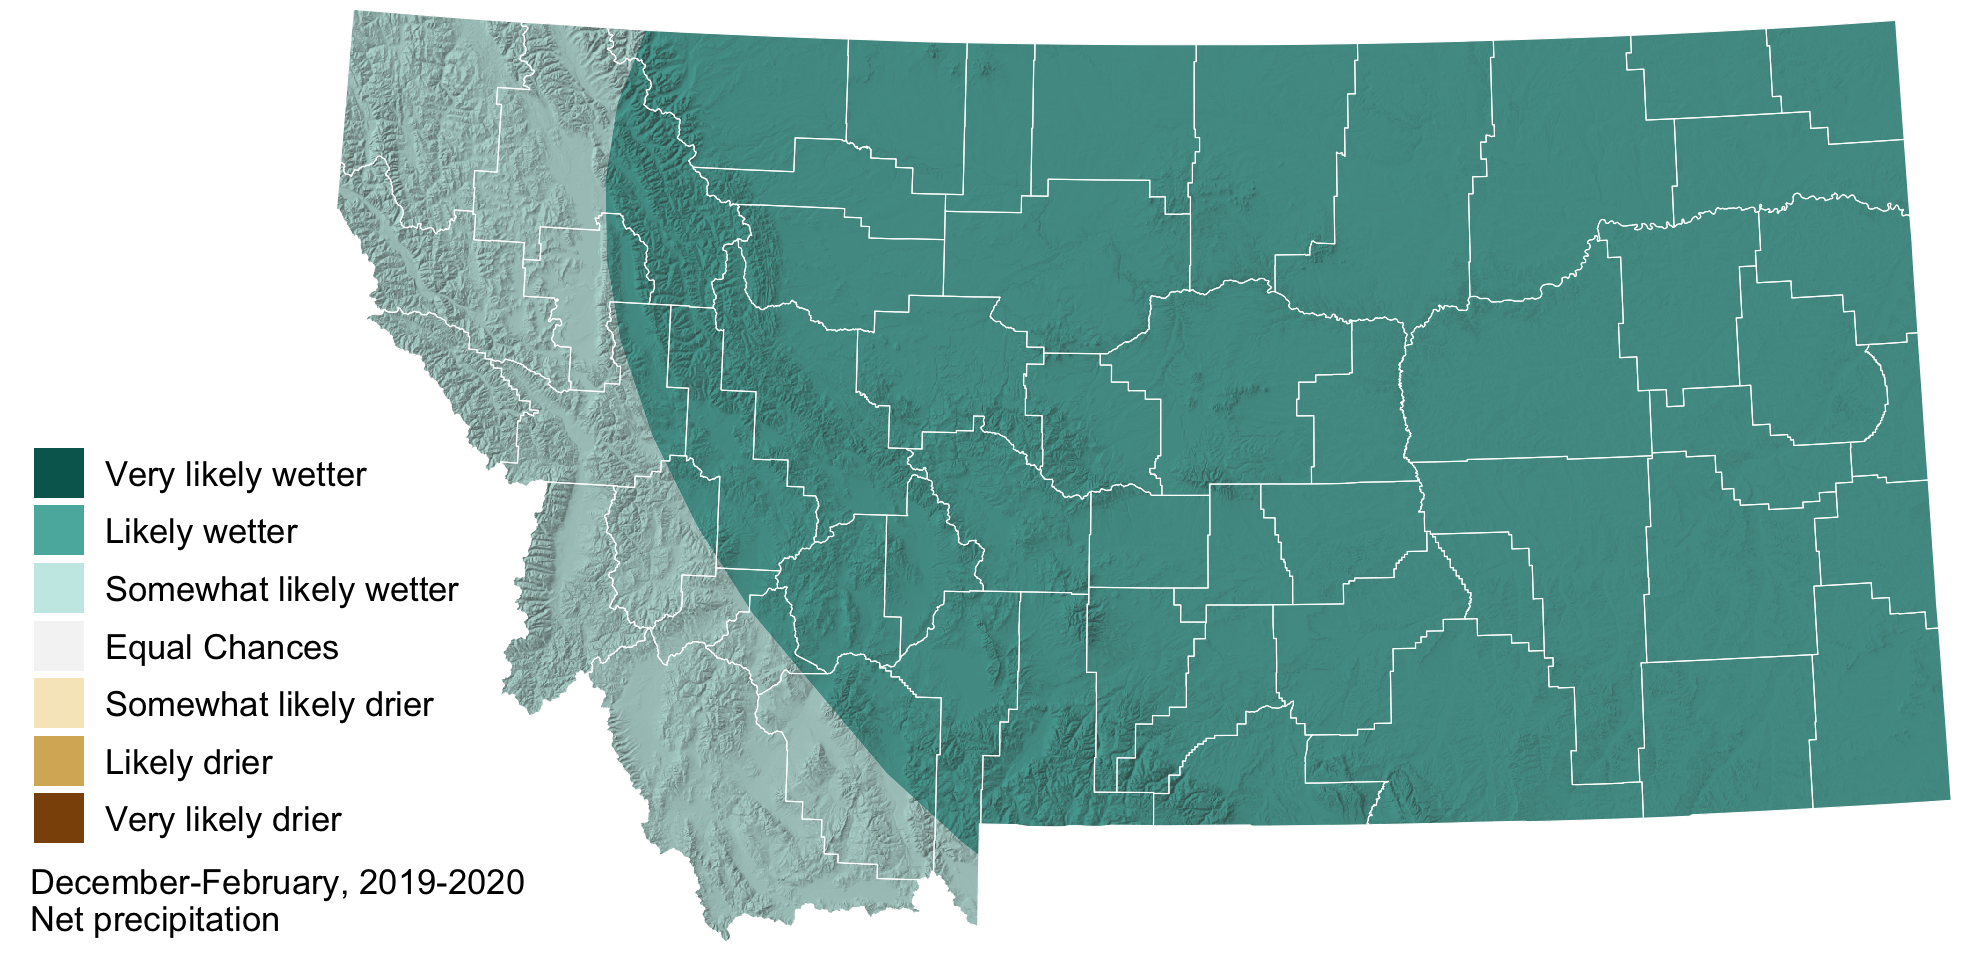 Very likely wetter
Likely wetter
Somewhat likely wetter
Equal Chances
Somewhat likely drier
Likely drier
Very likely drier
December-February, 2019-2020
Net precipitation